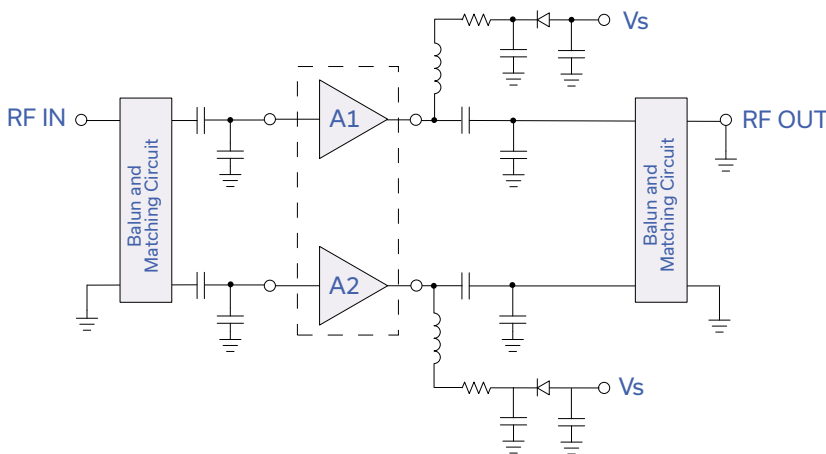 Vs
RF IN
A1
RF OUT
Balun and
Matching Circuit
Balun and
Matching Circuit
A2
Vs